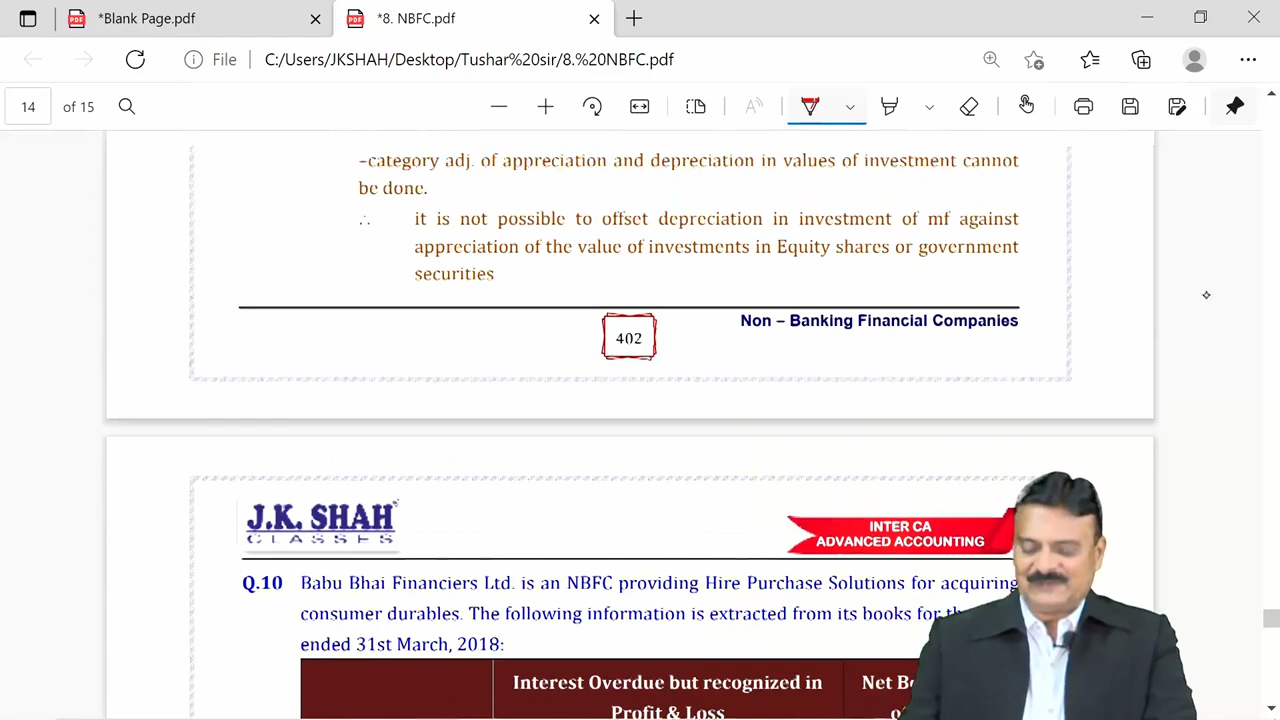 *Blank Page.pdf
*8. NBFC.pdf
File C:/Users/JKSHAH/Desktop/Tushar%20sir/8.%20NBFC.pdf
14 of 15
-category adj. of appreciation and depreciation in values of investment cannot
be done.
∴ it is not possible to offset depreciation in investment of mf against
appreciation of the value of investments in Equity shares or government
securities
402
Non – Banking Financial Companies
J.K. SHAH
CLASSES
INTER CA
ADVANCED ACCOUNTING
Q.10 Babu Bhai Financiers Ltd. is an NBFC providing Hire Purchase Solutions for acquiring
consumer durables. The following information is extracted from its books for
ended 31st March, 2018:
Interest Overdue but recognized in
Profit & Loss
Net